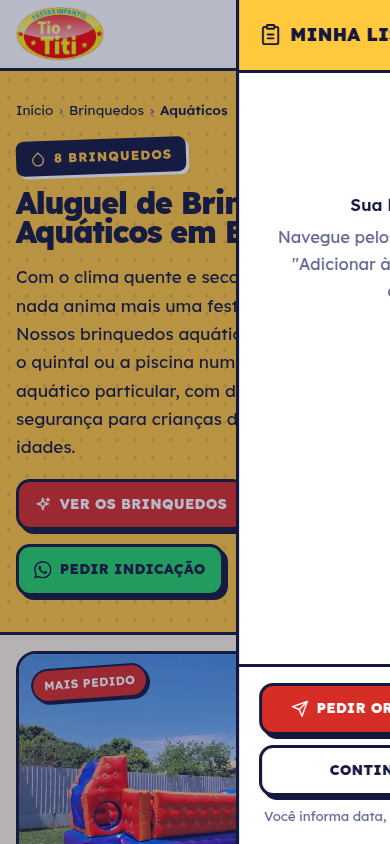 FESTAS INFANTIS
Tio
Titi
MINHA LIS
Início › Brinquedos › Aquáticos
8 BRINQUEDOS
Aluguel de Brin
Aquáticos em B
Com o clima quente e seco
nada anima mais uma fest
Nossos brinquedos aquátic
o quintal ou a piscina num
aquático particular, com d
segurança para crianças d
idades.
VER OS BRINQUEDOS
PEDIR INDICAÇÃO
MAIS PEDIDO
Sua l
Navegue pelos
"Adicionar à
PEDIR OR
CONTIN
Você informa data,